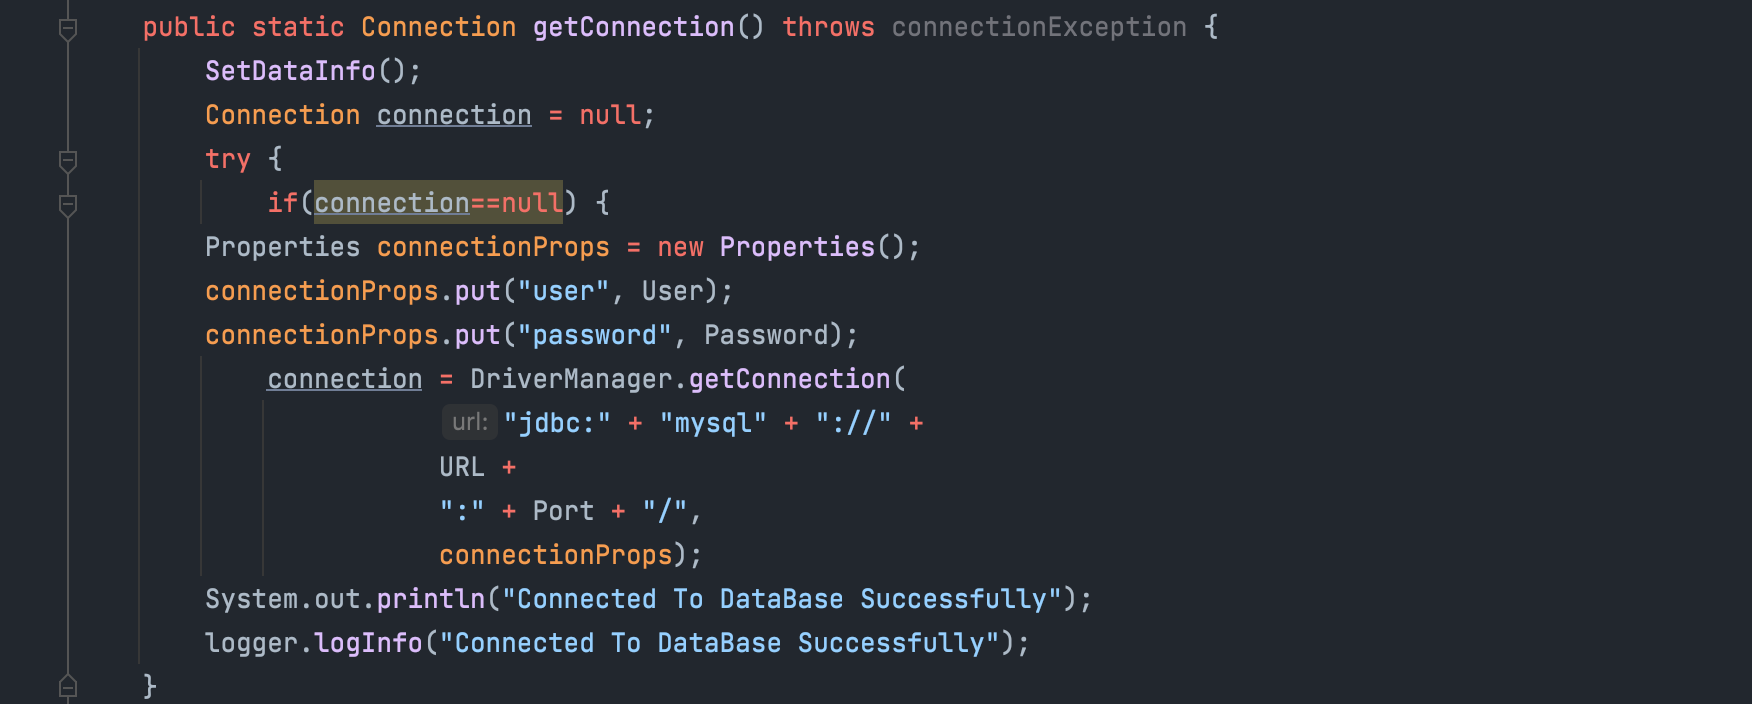 public static Connection getConnection() throws connectionException {
SetDataInfo();
Connection connection = null;
try {
if(connection==null) {
Properties connectionProps = new Properties();
connectionProps.put("user", User);
connectionProps.put("password", Password);
connection = DriverManager.getConnection(
url: "jdbc:" + "mysql" + "://" +
URL +
":" + Port + "/",
connectionProps);
System.out.println("Connected To DataBase Successfully");
logger.logInfo("Connected To DataBase Successfully");
}